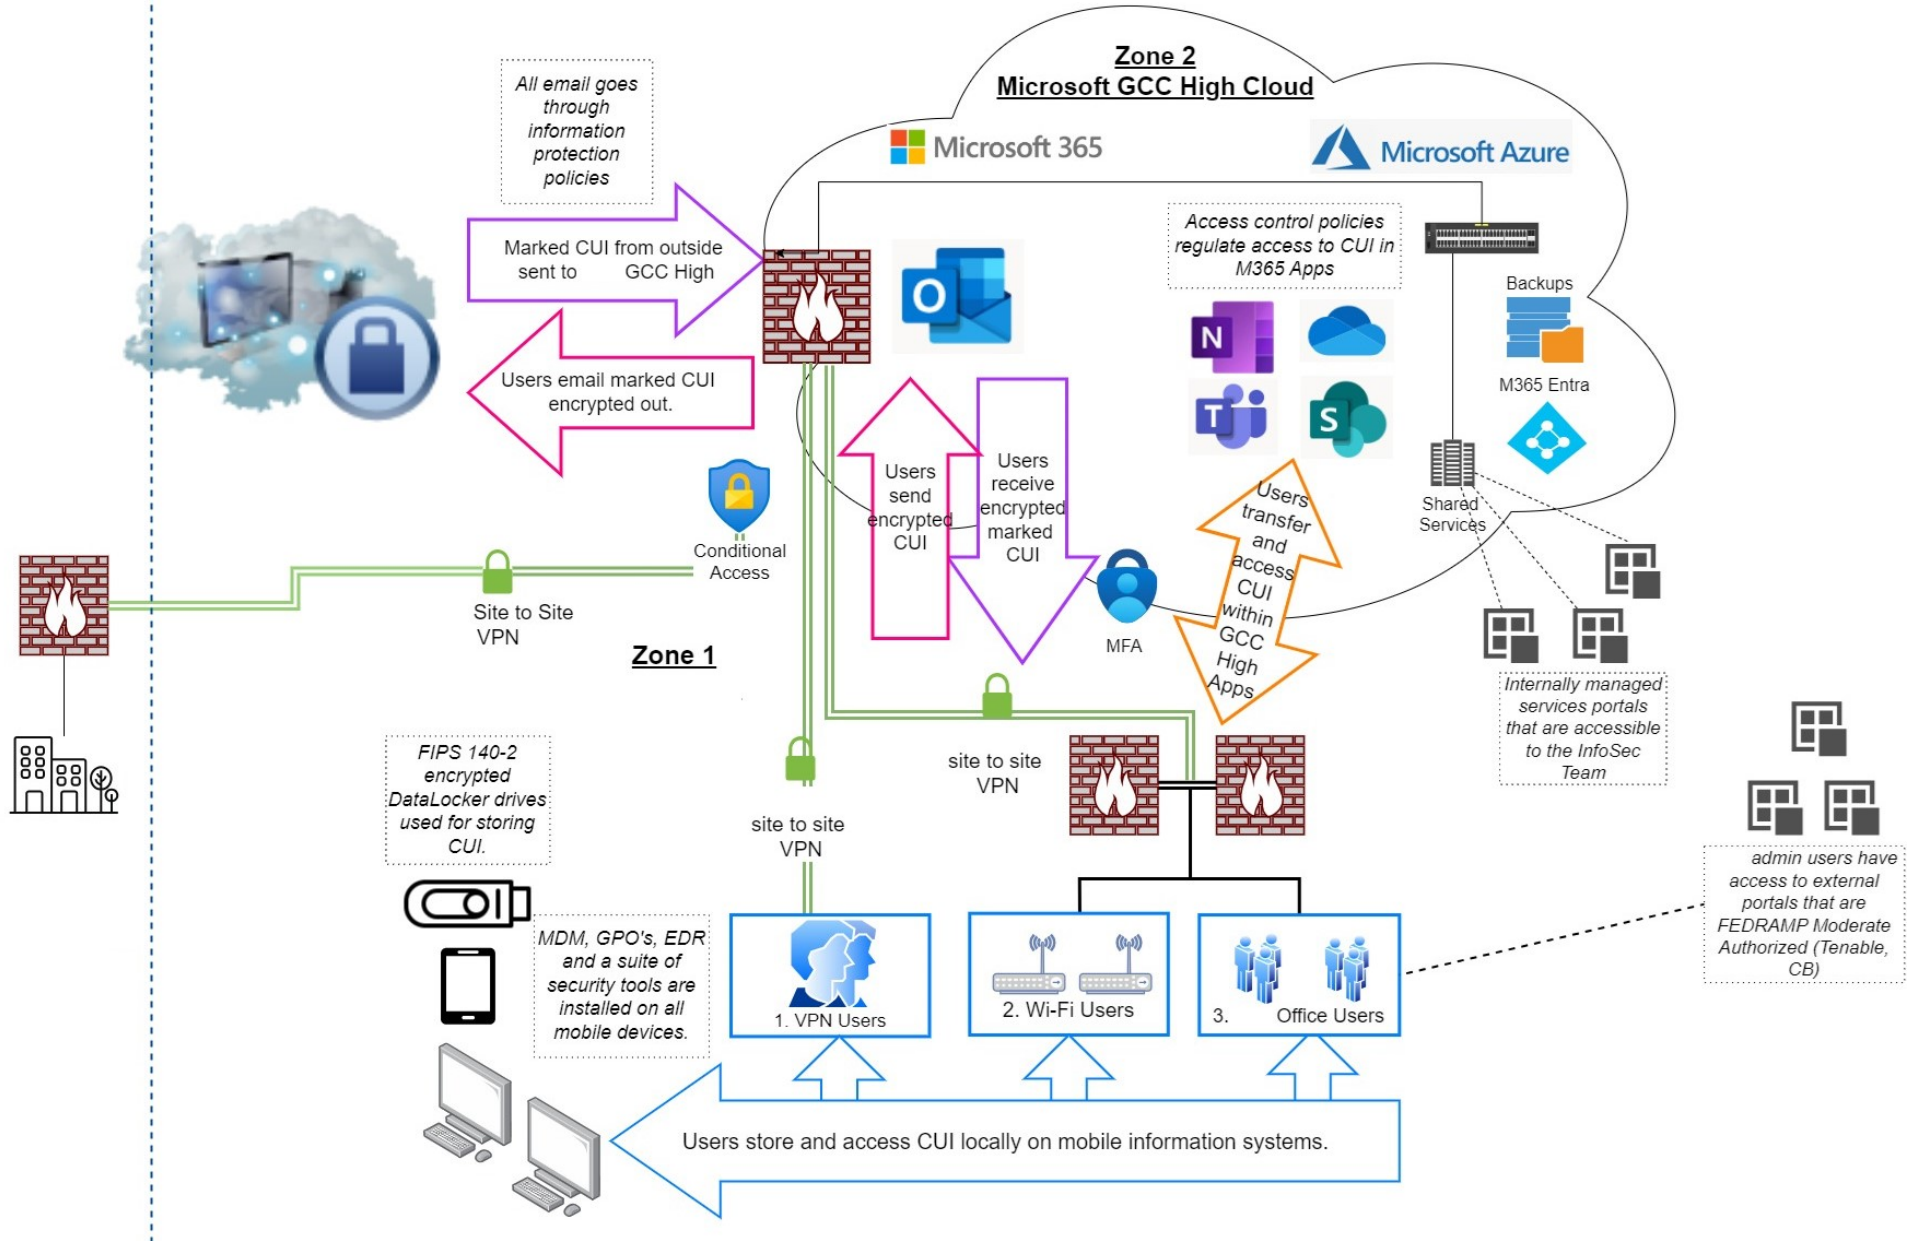 Zone 2
Microsoft GCC High Cloud
Microsoft 365
Microsoft Azure
All email goes
through
information
protection
policies
Marked CUI from outside
sent to GCC High
Users email marked CUI
encrypted out.
Access control policies
regulate access to CUI in
M365 Apps
Backups
M365 Entra
Shared
Services
Users
send
encrypted
CUI
Users
receive
encrypted
marked
CUI
Users
transfer
and
access
CUI
within
GCC
High
Apps
MFA
Conditional
Access
Site to Site
VPN
Zone 1
Internally managed
services portals
that are accessible
to the InfoSec
Team
site to site
VPN
site to site
VPN
FIPS 140-2
encrypted
DataLocker drives
used for storing
CUI.
admin users have
access to external
portals that are
FEDRAMP Moderate
Authorized (Tenable,
CB)
MDM, GPO's, EDR
and a suite of
security tools are
installed on all
mobile devices.
1. VPN Users
2. Wi-Fi Users
3. Office Users
Users store and access CUI locally on mobile information systems.
O
N
T
S